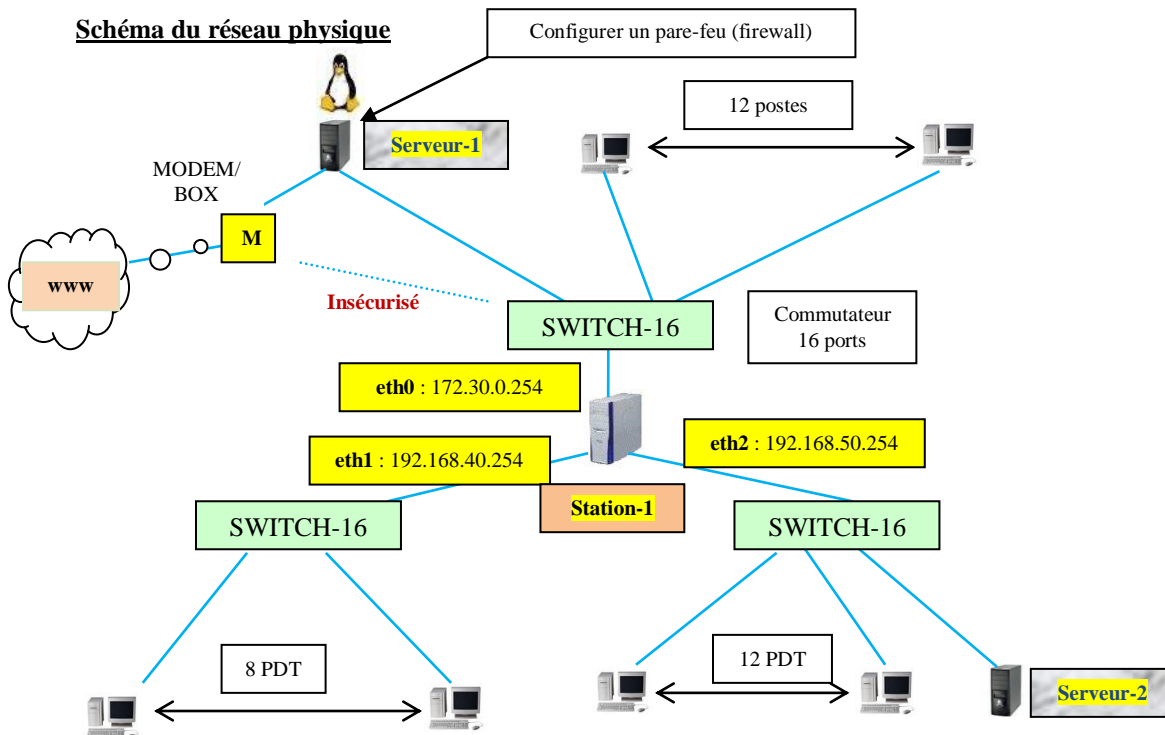 Schéma du réseau physique
Configurer un pare-feu (firewall)
12 postes
Serveur-1
MODEM/
BOX
M
www
Insécurisé
SWITCH-16
Commutateur
16 ports
eth0 : 172.30.0.254
eth1 : 192.168.40.254
eth2 : 192.168.50.254
Station-1
SWITCH-16
SWITCH-16
8 PDT
12 PDT
Serveur-2